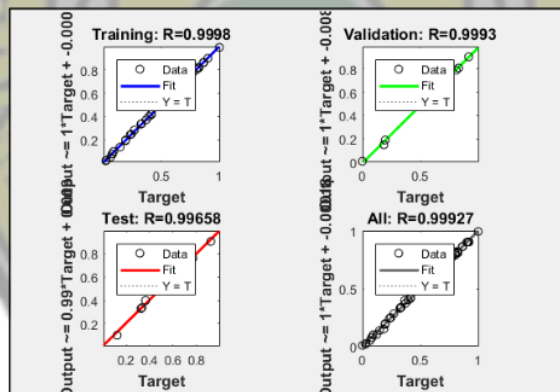 Training: R=0.9998
Output ~= 1*Target + -0.000
0.8
0.6
0.4
0.2
Data
Fit
Y = T
0.5
1
Target
Validation: R=0.9993
Output ~= 1*Target + -0.008
1
0.8
0.6
0.4
0.2
0
Data
Fit
Y = T
0
0.5
1
Target
Test: R=0.99658
Output ~= 0.99*Target +
0.8
0.6
0.4
0.2
Data
Fit
Y = T
0.2 0.4 0.6 0.8
Target
All: R=0.99927
Output ~= 1*Target +
1
0.5
0
Data
Fit
Y = T
0
0.5
1
Target